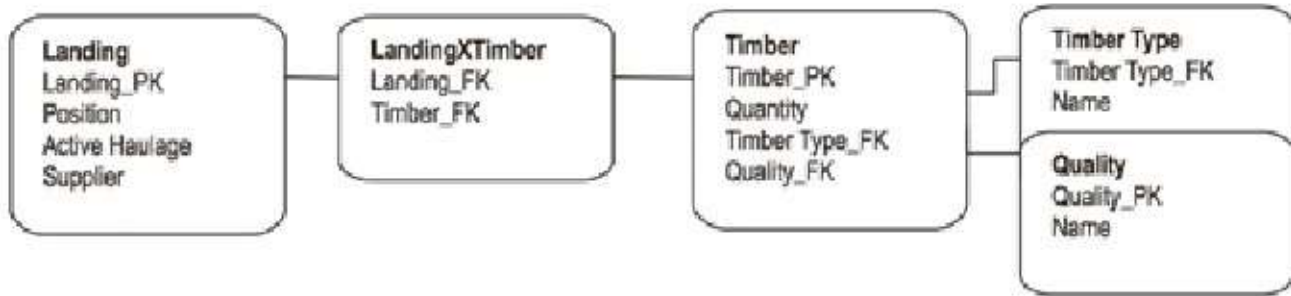 Landing
Landing_PK
Position
Active Haulage
Supplier
LandingXTimber
Landing_FK
Timber_FK
Timber
Timber_PK
Quantity
Timber Type_FK
Quality_FK
Timber Type
Timber Type_FK
Name
Quality
Quality_PK
Name